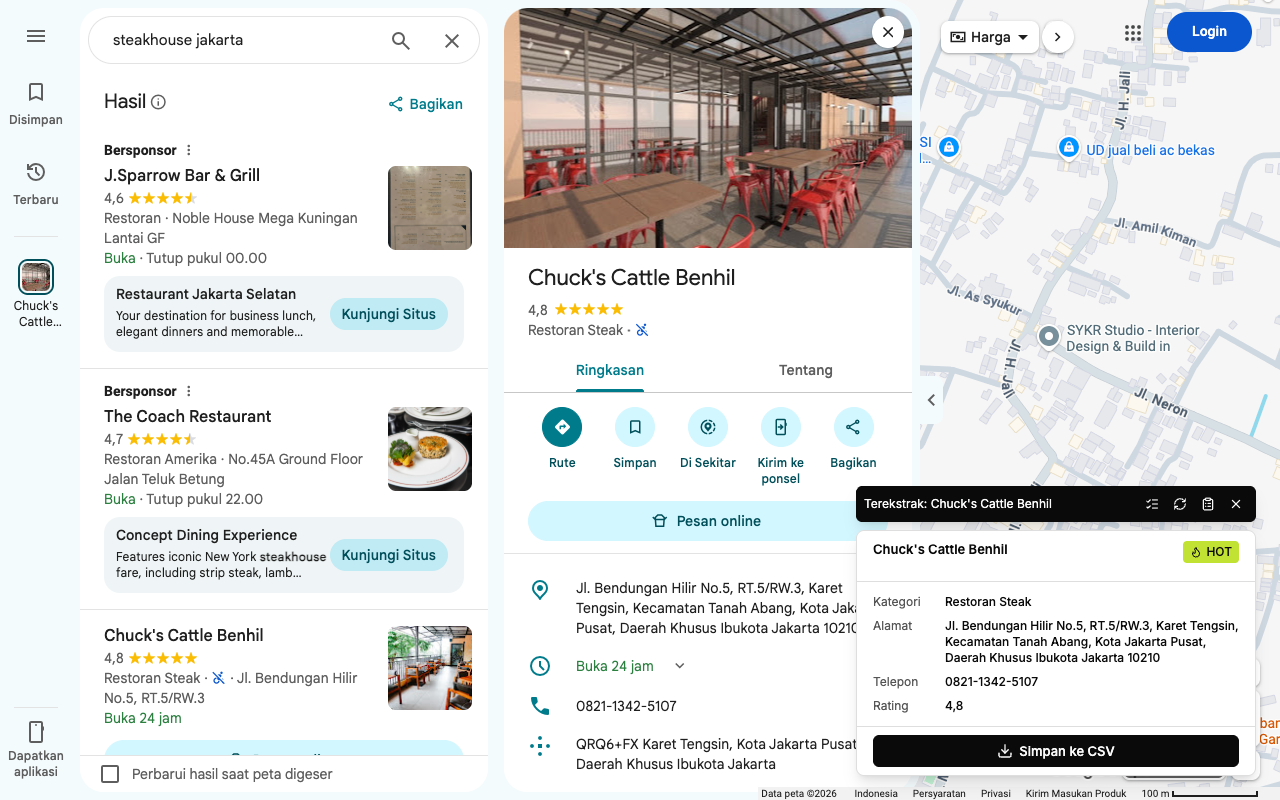 steakhouse jakarta
Disimpan
Terbaru
Chuck's
Cattle...
Dapatkan
aplikasi
Hasil
Bagikan
Bersponsor
J.Sparrow Bar & Grill
4,6
Restoran · Noble House Mega Kuningan
Lantai GF
Buka · Tutup pukul 00.00
Restaurant Jakarta Selatan
Your destination for business lunch,
elegant dinners and memorable...
Kunjungi Situs
Bersponsor
The Coach Restaurant
4,7
Restoran Amerika · No.45A Ground Floor
Jalan Teluk Betung
Buka · Tutup pukul 22.00
Concept Dining Experience
Features iconic New York steakhouse
fare, including strip steak, lamb...
Kunjungi Situs
Chuck's Cattle Benhil
4,8
Restoran Steak · · Jl. Bendungan Hilir
No.5, RT.5/RW.3
Buka 24 jam
Perbarui hasil saat peta digeser
Chuck's Cattle Benhil
4,8
Restoran Steak ·
Ringkasan
Tentang
Rute
Simpan
Di Sekitar
Kirim ke
ponsel
Bagikan
Pesan online
Jl. Bendungan Hilir No.5, RT.5/RW.3, Karet
Tengsin, Kecamatan Tanah Abang, Kota Jaka
Pusat, Daerah Khusus Ibukota Jakarta 10210
Buka 24 jam
0821-1342-5107
QRQ6+FX Karet Tengsin, Kota Jakarta Pusat
Daerah Khusus Ibukota Jakarta
Harga
Login
Jl. H. Jali
SI
l...
UD jual beli ac bekas
Jl. Amil Kiman
Jl. As Syukur
SYKR Studio - Interior
Design & Build in
Jl. H. Jali
Jl. Neron
Terekstrak: Chuck's Cattle Benhil
Chuck's Cattle Benhil
HOT
Kategori
Restoran Steak
Alamat
Jl. Bendungan Hilir No.5, RT.5/RW.3, Karet Tengsin,
Kecamatan Tanah Abang, Kota Jakarta Pusat,
Daerah Khusus Ibukota Jakarta 10210
Telepon
0821-1342-5107
Rating
4,8
Simpan ke CSV
bar
Gar
Data peta ©2026
Indonesia
Persyaratan
Privasi
Kirim Masukan Produk
100 m